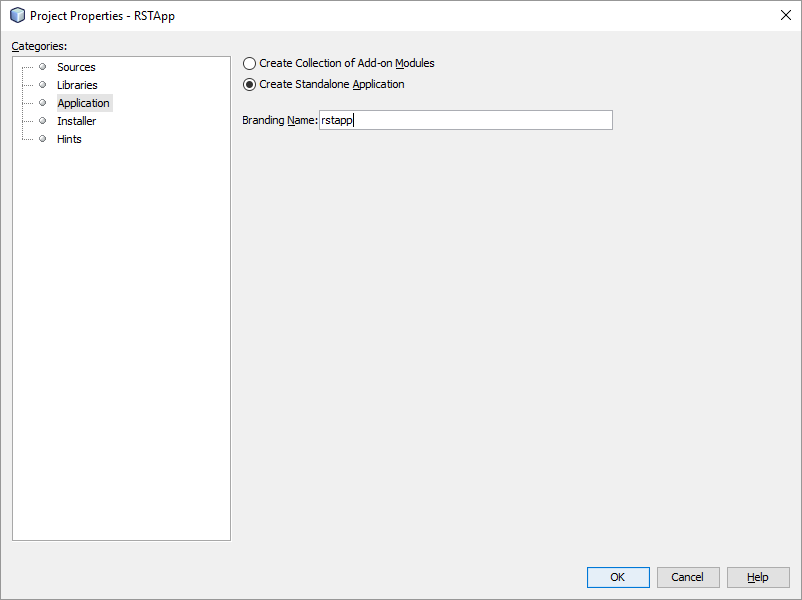 Project Properties - RSTApp
Categories:
Sources
Libraries
Application
Installer
Hints
Create Collection of Add-on Modules
Create Standalone Application
Branding Name: rstapp
OK Cancel Help